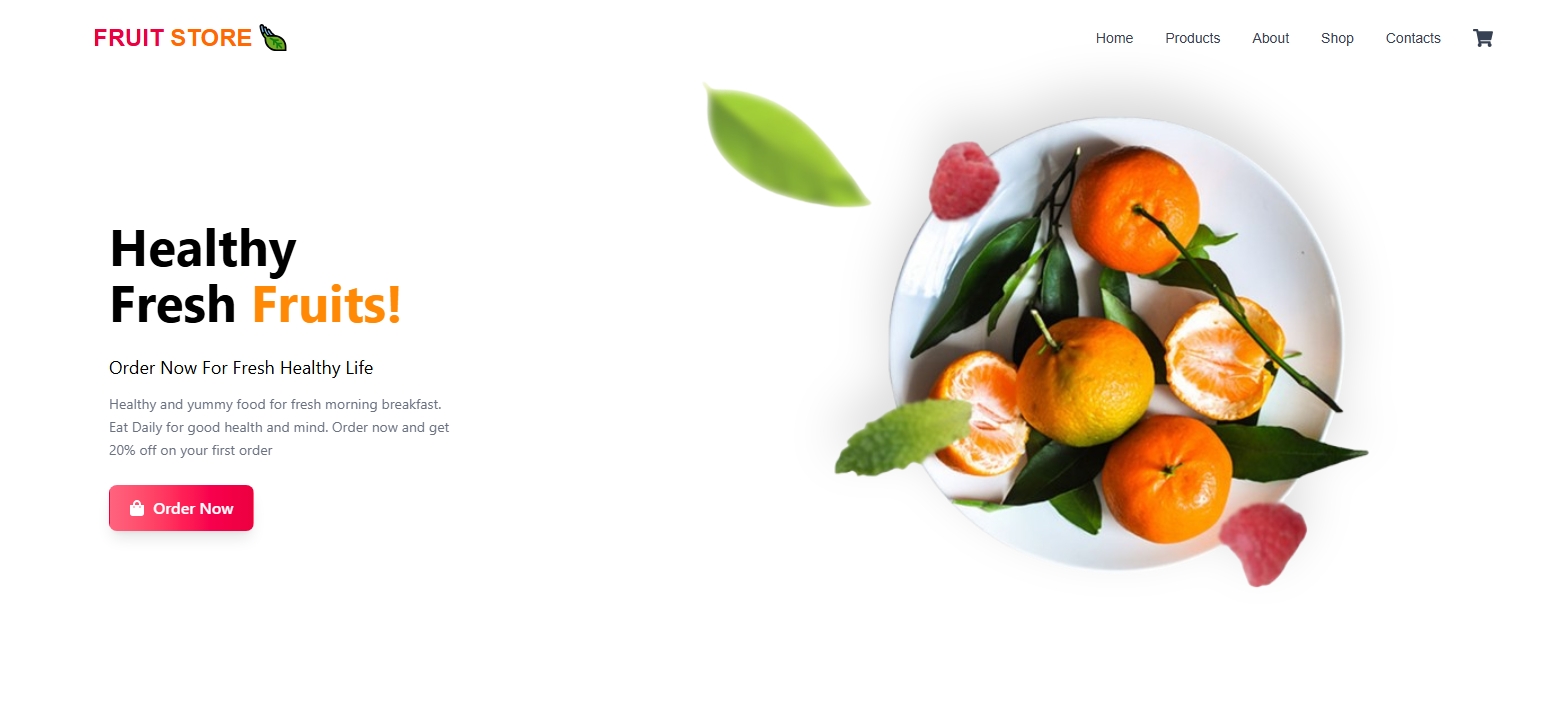 FRUIT STORE
Home Products About Shop Contacts
Healthy
Fresh Fruits!
Order Now For Fresh Healthy Life
Healthy and yummy food for fresh morning breakfast.
Eat Daily for good health and mind. Order now and get
20% off on your first order
Order Now